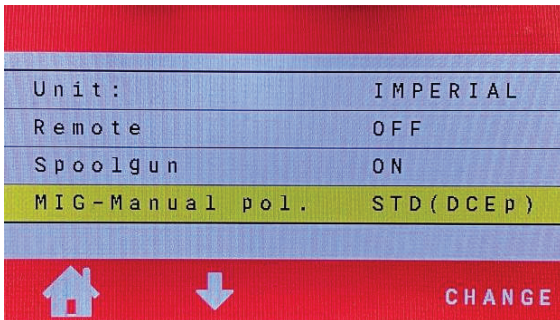 Unit: IMPERIAL
Remote OFF
Spoolgun ON
MIG-Manual pol. STD(DCEp)
CHANGE